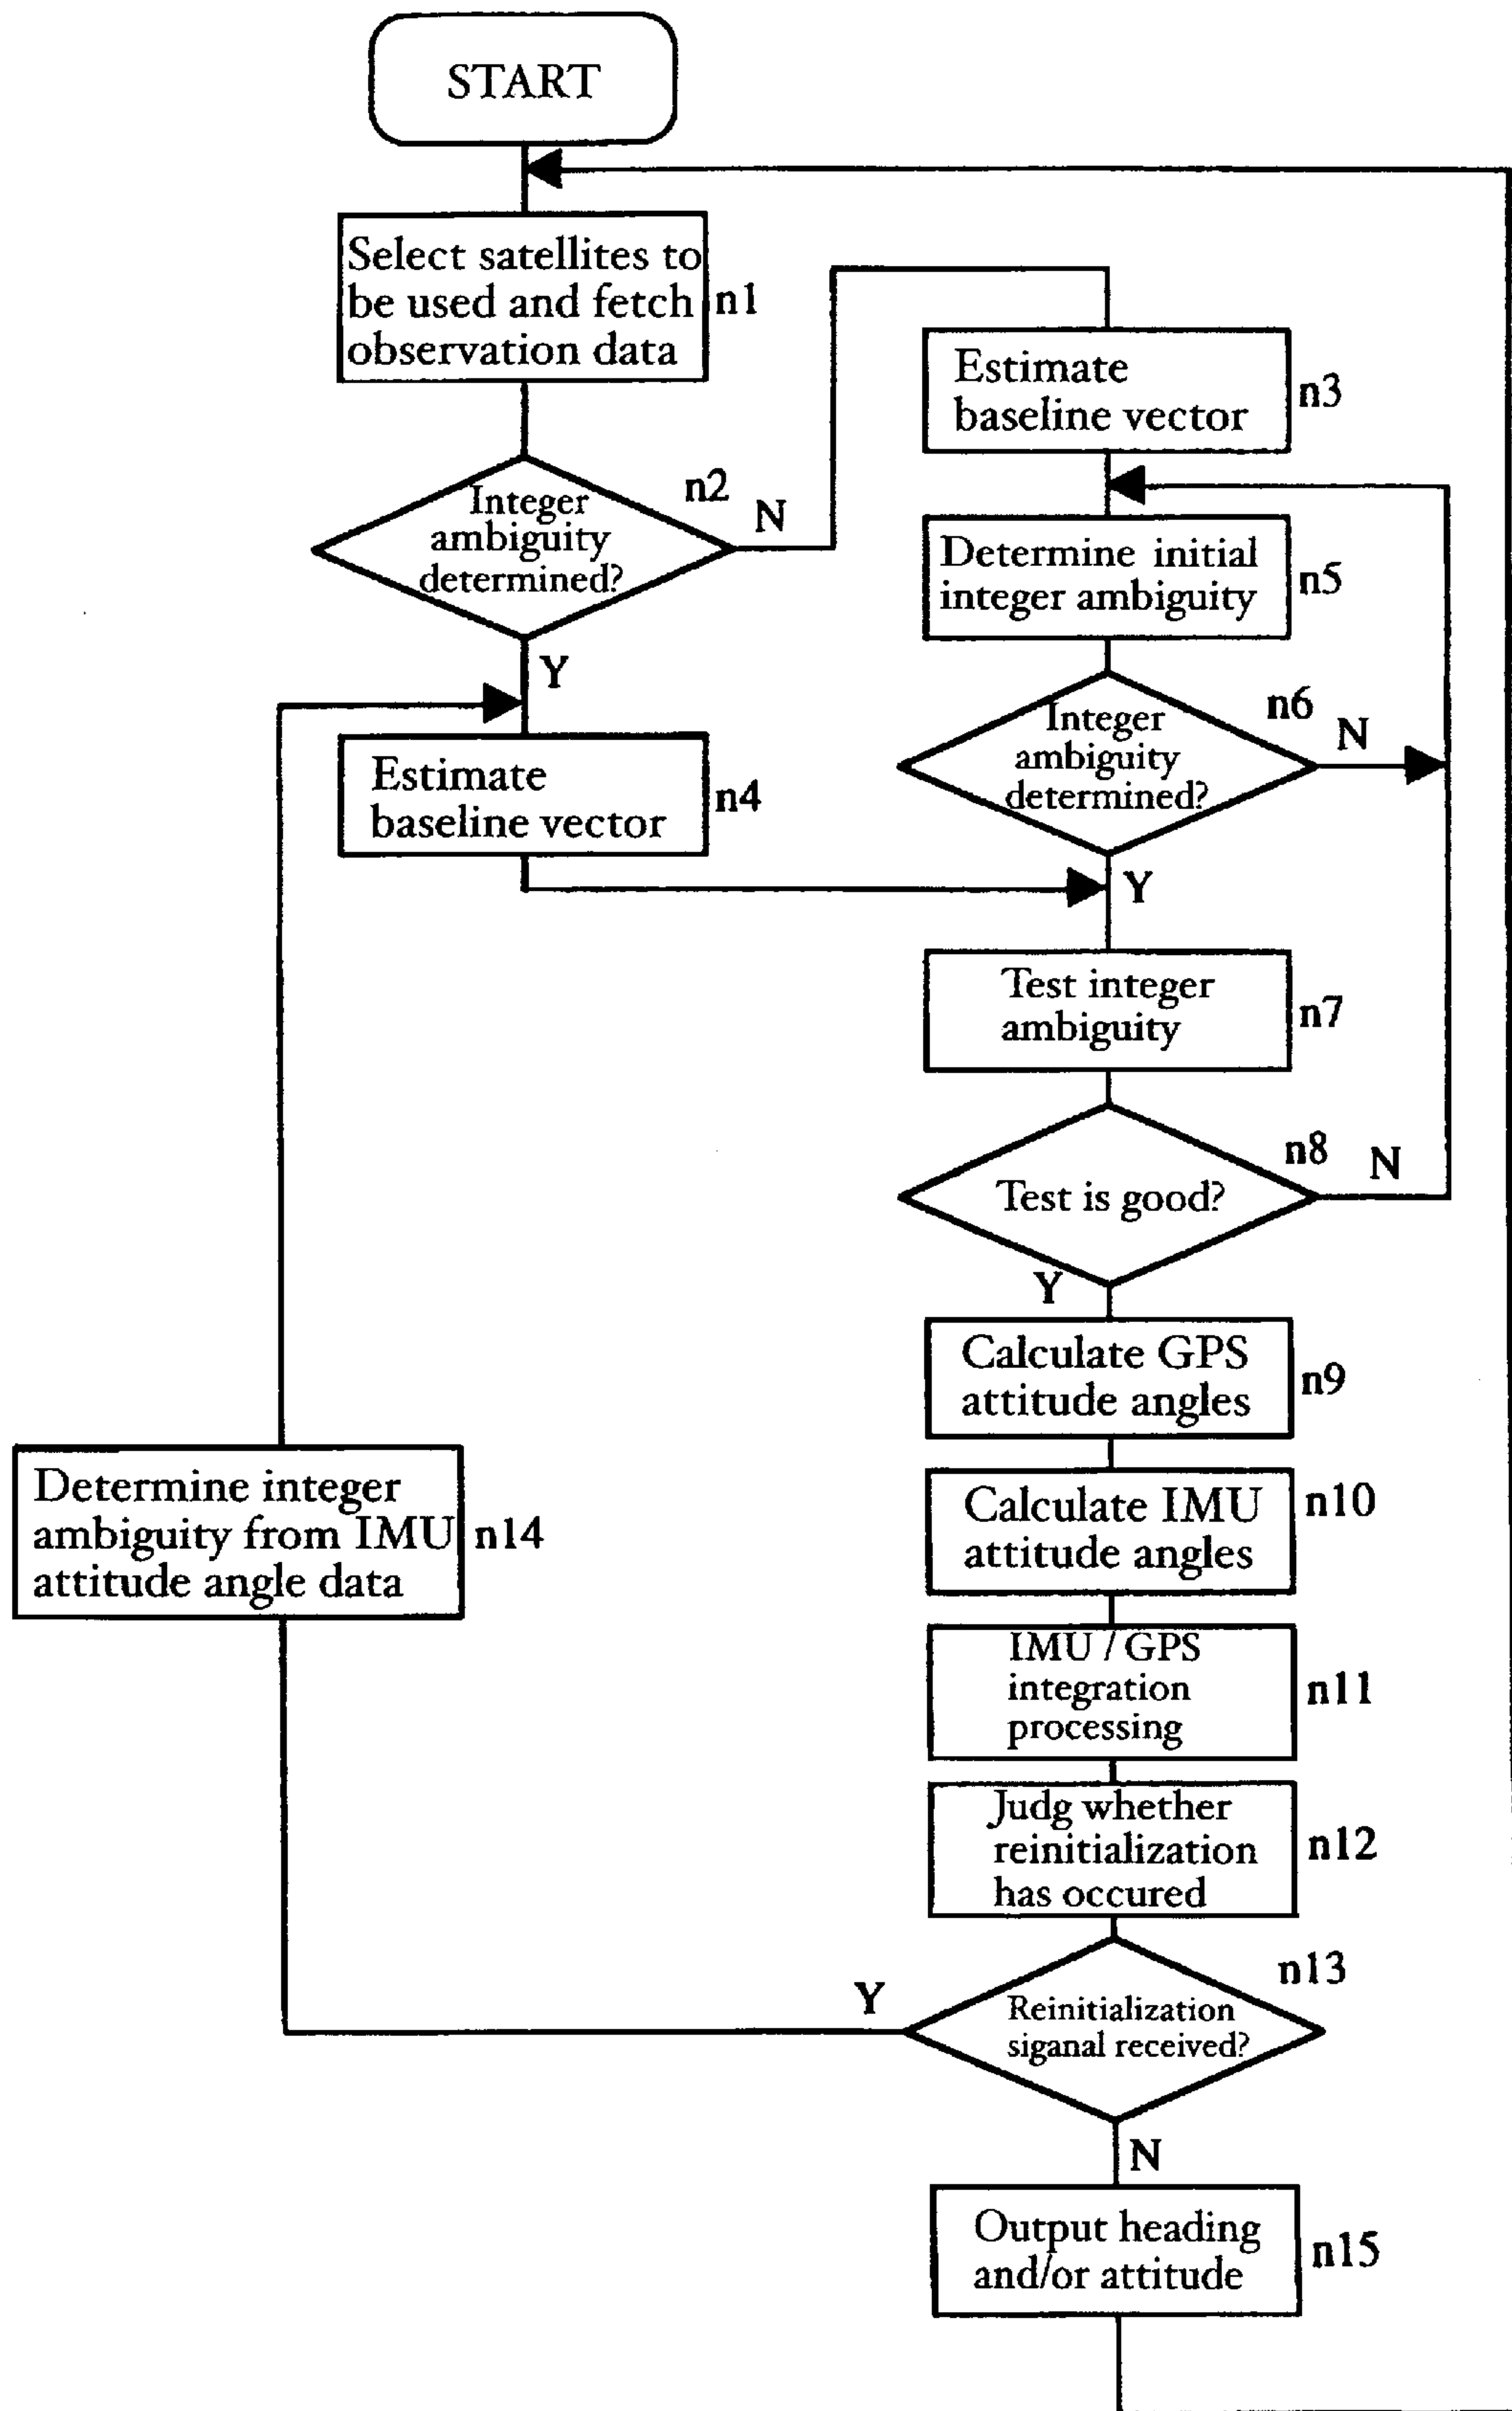 START
Select satellites to
be used and fetch
observation data
n1
Integer
ambiguity
determined?
n2
N
Y
Estimate
baseline vector
n3
Determine initial
integer ambiguity
n5
Integer
ambiguity
determined?
n6
N
Y
Estimate
baseline vector
n4
Test integer
ambiguity
n7
Test is good?
n8
N
Y
Calculate GPS
attitude angles
n9
Calculate IMU
attitude angles
n10
IMU / GPS
integration
processing
n11
Judg whether
reinitialization
has occured
n12
Reinitialization
siganal received?
n13
Y
N
Determine integer
ambiguity from IMU
attitude angle data
n14
Output heading
and/or attitude
n15